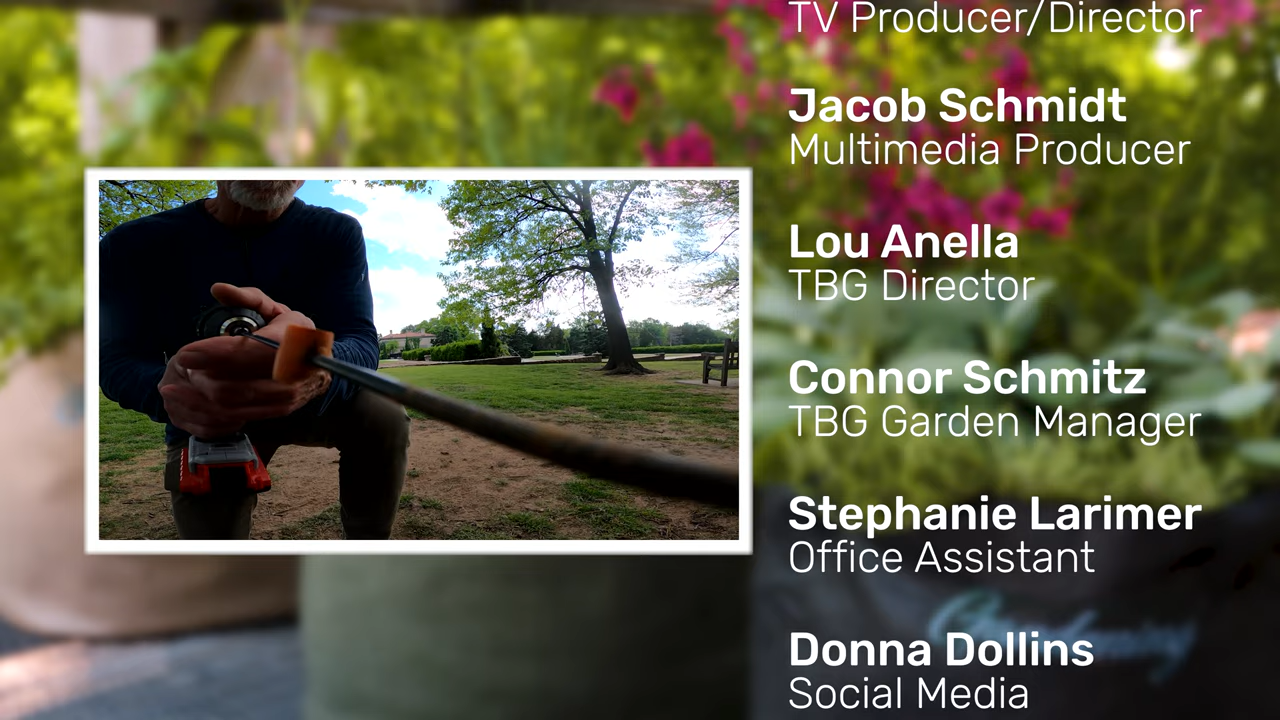 TV Producer/Director
Jacob Schmidt
Multimedia Producer
Lou Anella
TBG Director
Connor Schmitz
TBG Garden Manager
Stephanie Larimer
Office Assistant
Donna Dollins
Social Media